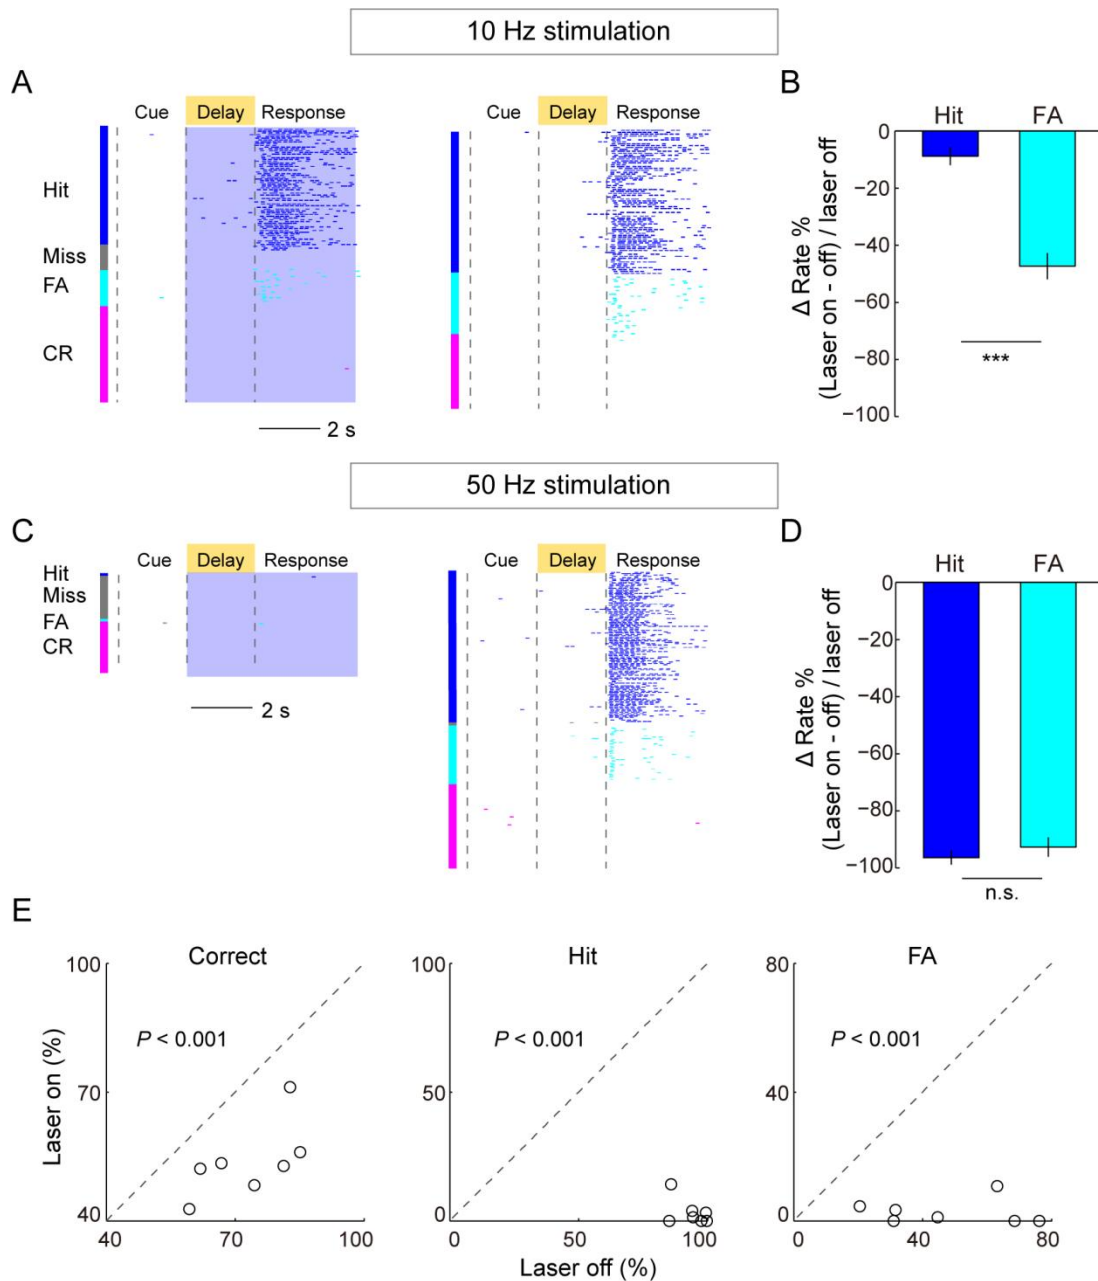 10 Hz stimulation
A
B
Cue Delay Response
Cue Delay Response
Hit
Miss
FA
CR
2 s
Hit FA
0
−20
−40
−60
−80
−100
Δ Rate %
(Laser on - off) / laser off
***
50 Hz stimulation
C
D
Cue Delay Response
Cue Delay Response
Hit
Miss
FA
CR
2 s
Hit FA
0
−20
−40
−60
−80
−100
Δ Rate %
(Laser on - off) / laser off
n.s.
E
Correct
Hit
FA
100
70
40
P < 0.001
40 70 100
100
50
0
P < 0.001
0 50 100
80
40
0
P < 0.001
0 40 80
Laser on (%)
Laser off (%)